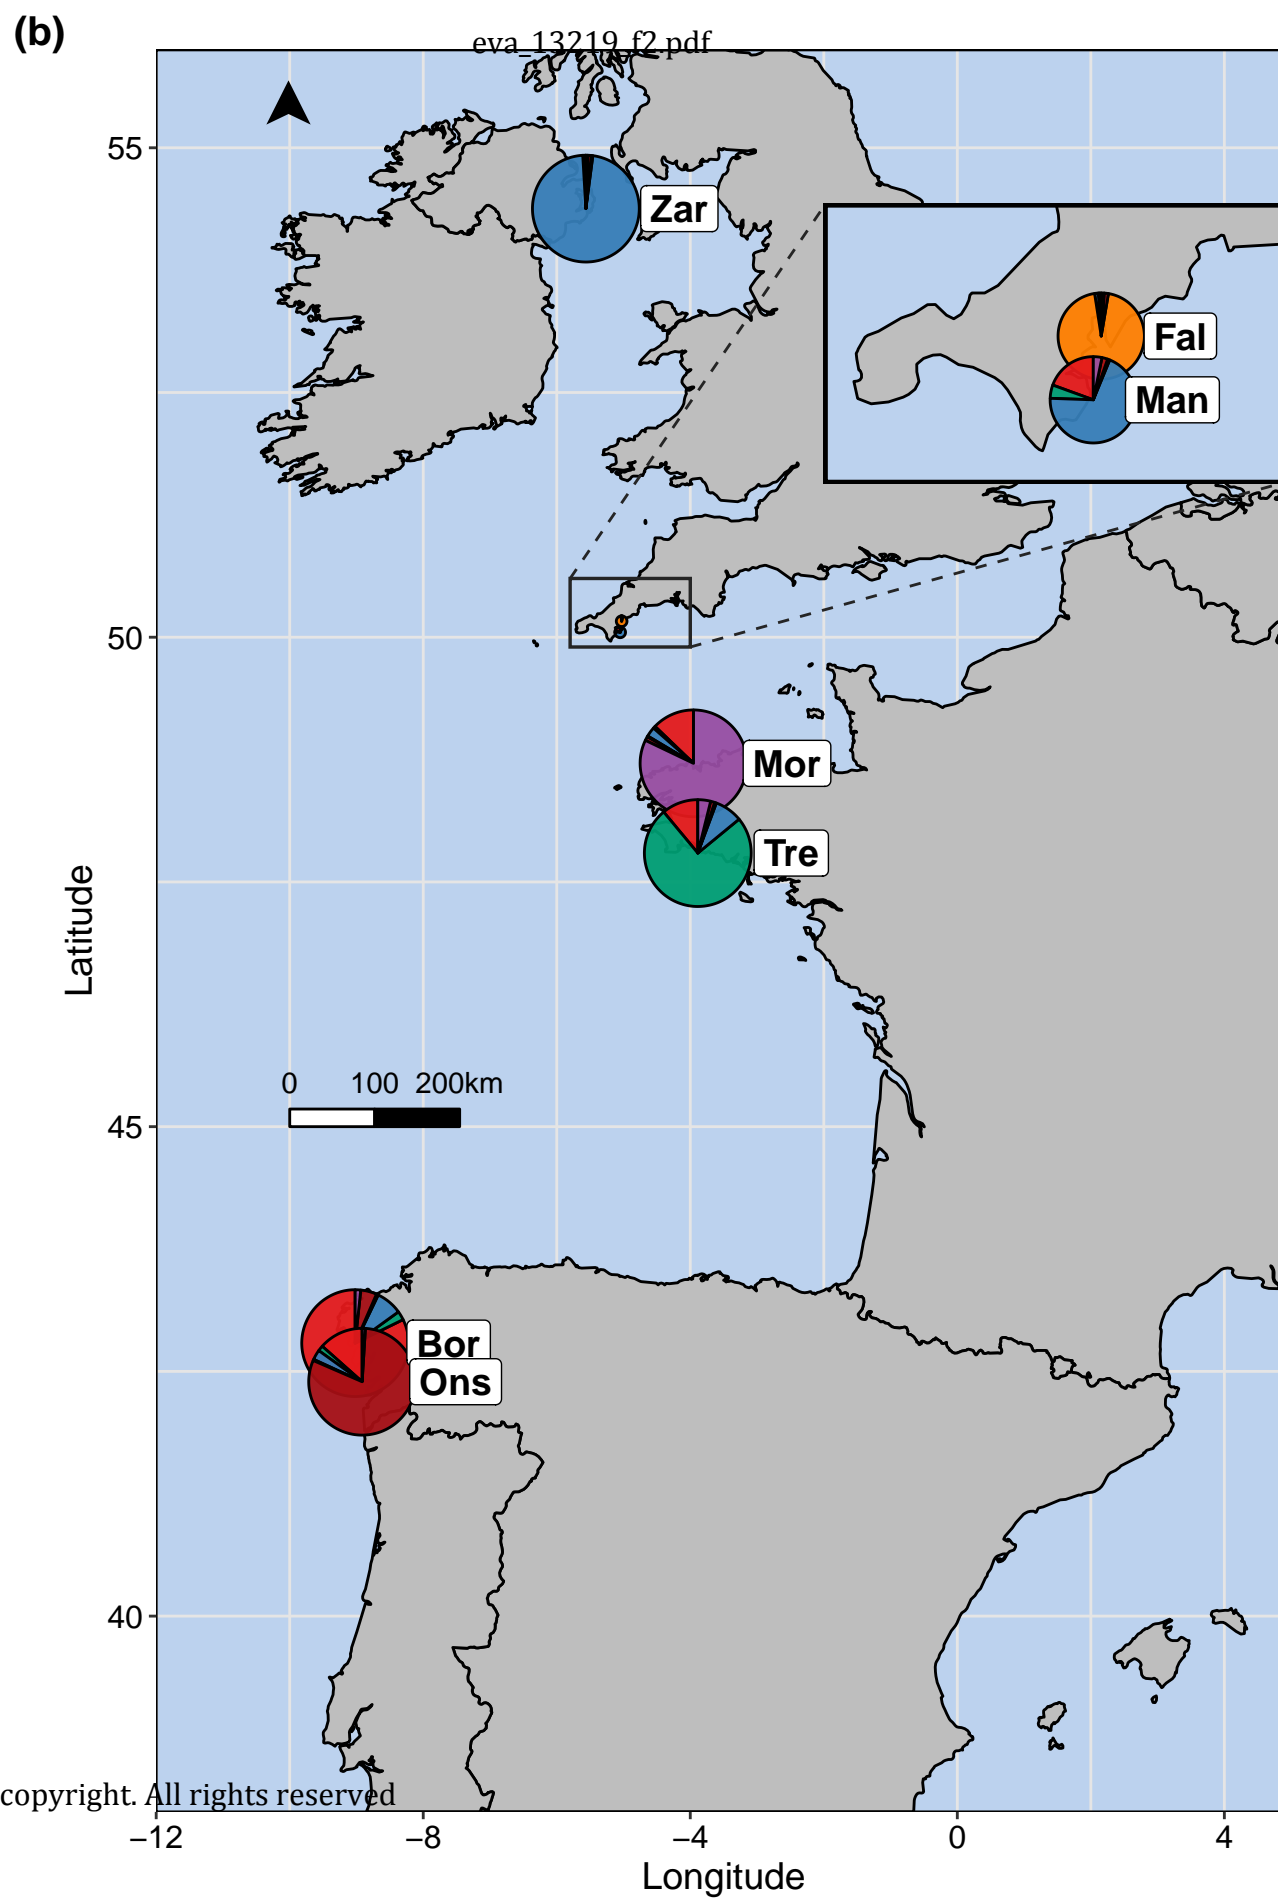 (b)
eva_13219_f2.pdf
55
Zar
Fal
Man
50
Mor
Tre
Latitude
0 100 200km
45
Bor
Ons
40
copyright. All rights reserved
−12 −8 −4 0 4
Longitude